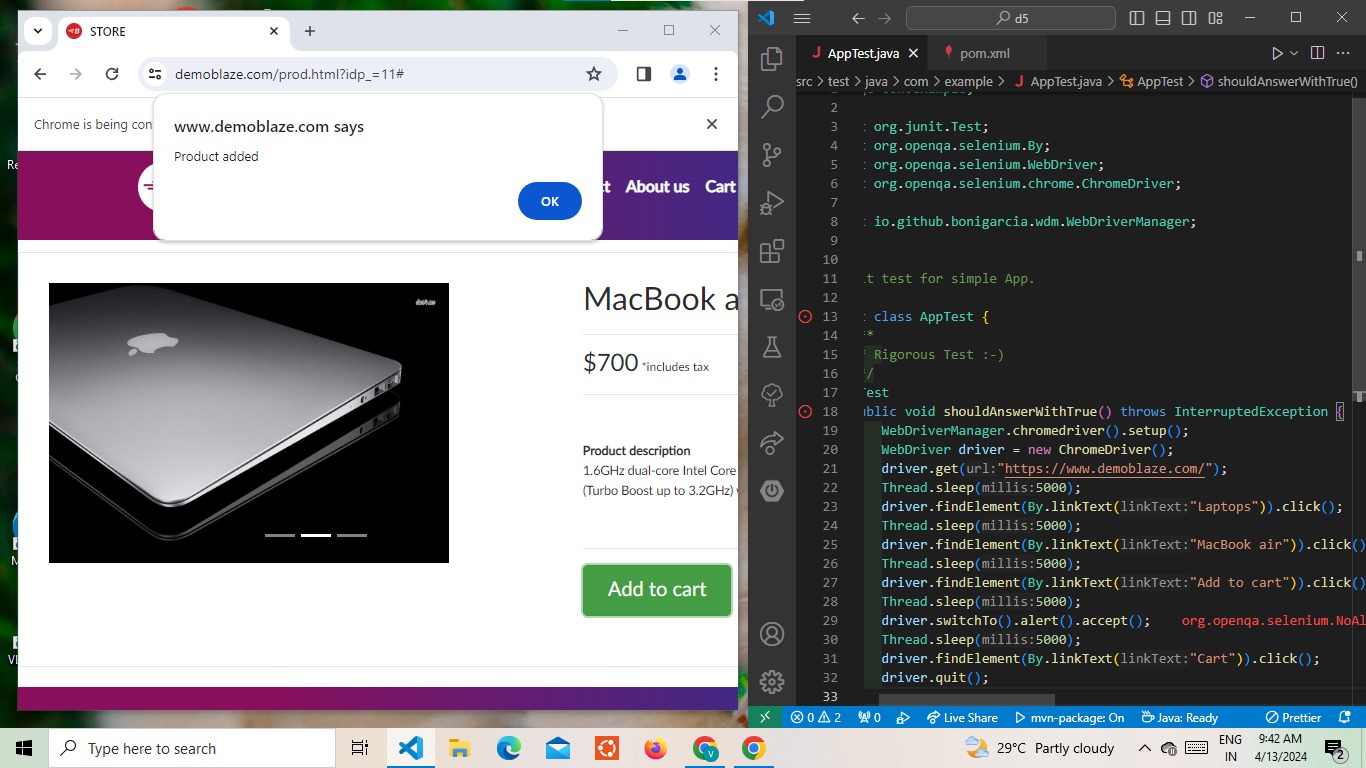 STORE
demoblaze.com/prod.html?idp_=11#
Chrome is being con
www.demoblaze.com says
Product added
OK
ct About us Cart
MacBook a
$700 *includes tax
Product description
1.6GHz dual-core Intel Core
(Turbo Boost up to 3.2GHz)
Add to cart
d5
AppTest.java
pom.xml
src > test > java > com > example > AppTest.java > AppTest > shouldAnswerWithTrue()
2
3 : org.junit.Test;
4 : org.openqa.selenium.By;
5 : org.openqa.selenium.WebDriver;
6 : org.openqa.selenium.chrome.ChromeDriver;
7
8 : io.github.bonigarcia.wdm.WebDriverManager;
9
10
11 t test for simple App.
12
13 : class AppTest {
14 *
15 * Rigorous Test :-)
16 */
17 Test
18 ublic void shouldAnswerWithTrue() throws InterruptedException {
19 WebDriverManager.chromedriver().setup();
20 WebDriver driver = new ChromeDriver();
21 driver.get(url:"https://www.demoblaze.com/");
22 Thread.sleep(millis:5000);
23 driver.findElement(By.linkText(linkText:"Laptops")).click();
24 Thread.sleep(millis:5000);
25 driver.findElement(By.linkText(linkText:"MacBook air")).click()
26 Thread.sleep(millis:5000);
27 driver.findElement(By.linkText(linkText:"Add to cart")).click()
28 Thread.sleep(millis:5000);
29 driver.switchTo().alert().accept(); org.openqa.selenium.NoAl
30 Thread.sleep(millis:5000);
31 driver.findElement(By.linkText(linkText:"Cart")).click();
32 driver.quit();
33
0 2 0 Live Share mvn-package: On Java: Ready Prettier
Type here to search
29°C Partly cloudy
ENG
IN
9:42 AM
4/13/2024
2